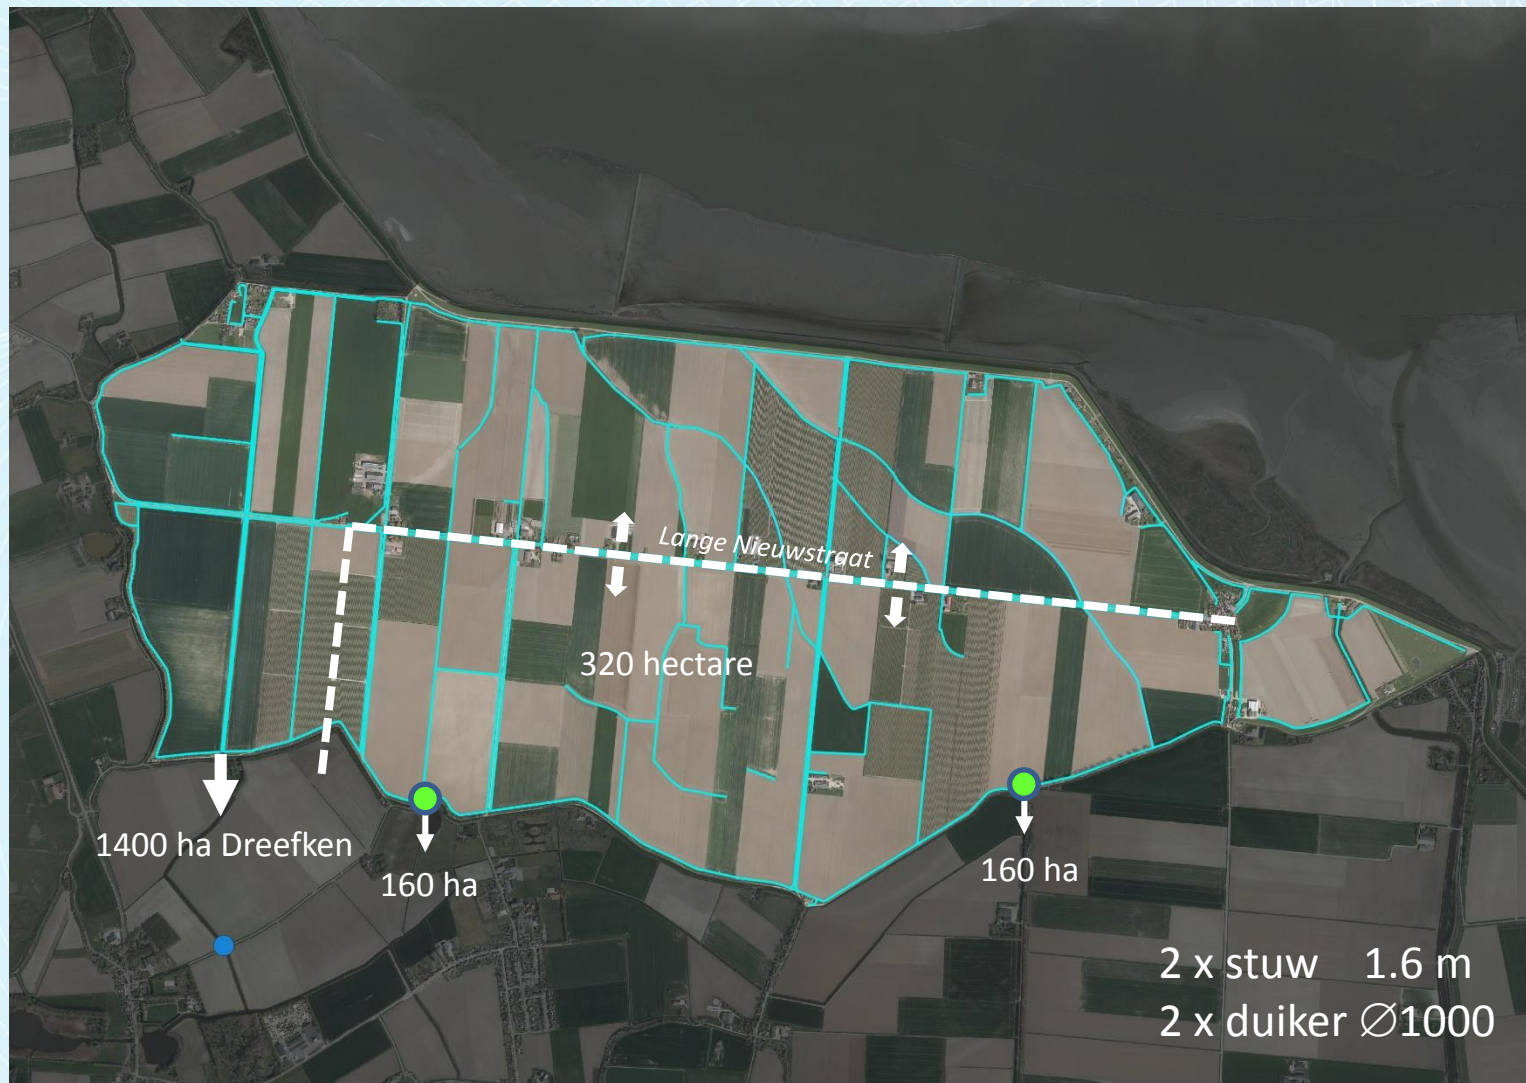 Lange Nieuwstraat
320 hectare
1400 ha Dreefken
160 ha
160 ha
2 x stuw 1.6 m
2 x duiker ∅1000